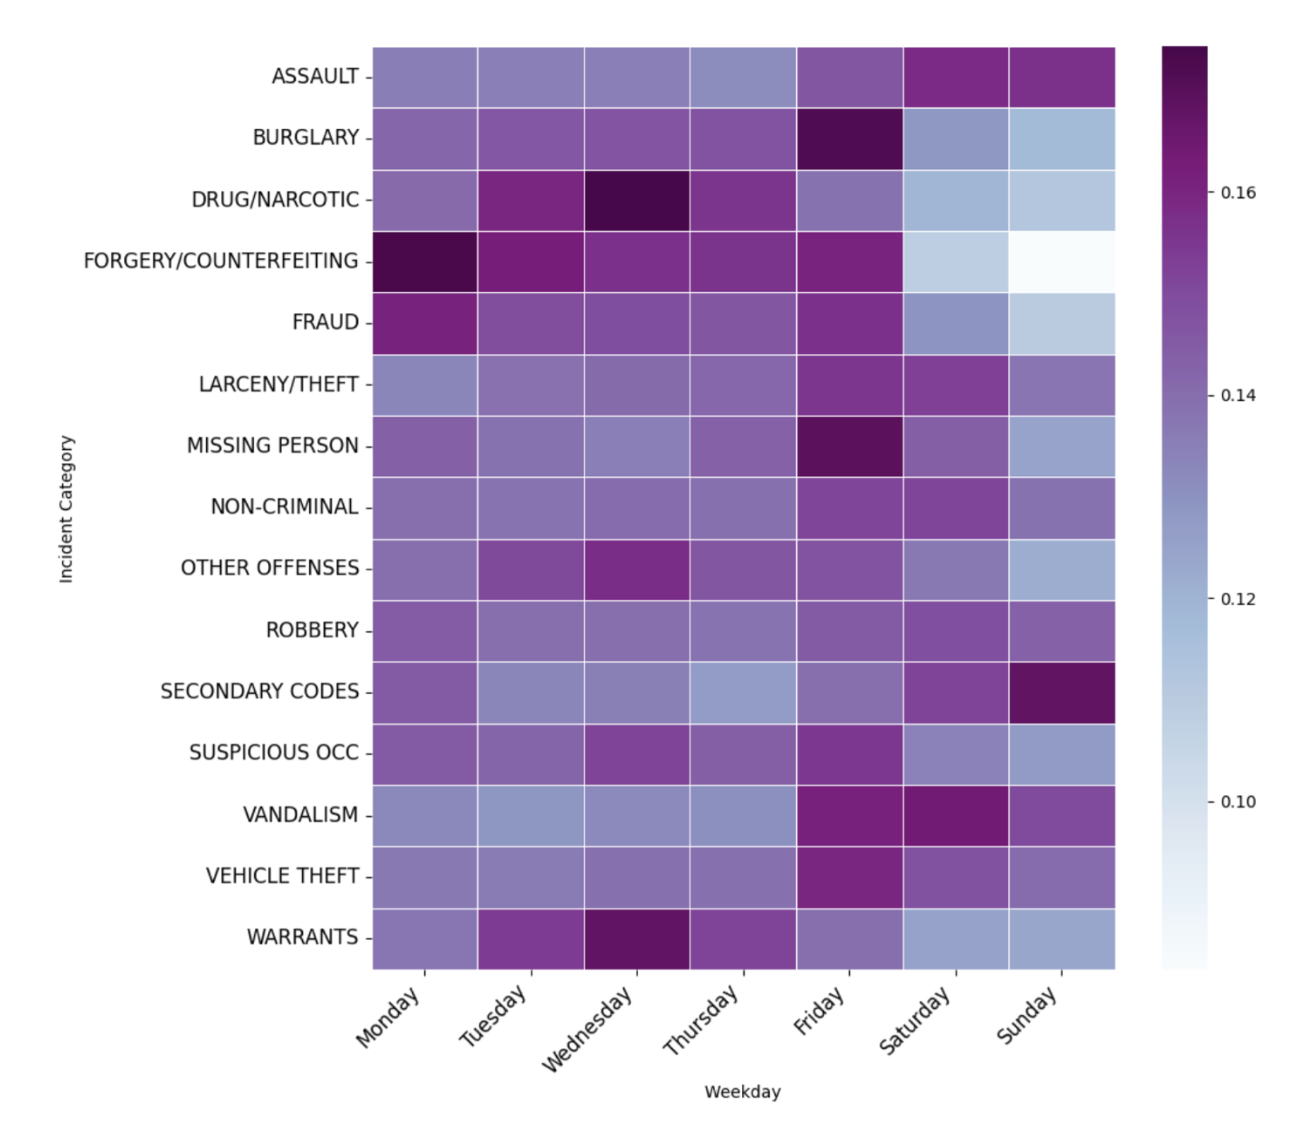 ASSAULT
BURGLARY
DRUG/NARCOTIC
FORGERY/COUNTERFEITING
FRAUD
LARCENY/THEFT
MISSING PERSON
NON-CRIMINAL
OTHER OFFENSES
ROBBERY
SECONDARY CODES
SUSPICIOUS OCC
VANDALISM
VEHICLE THEFT
WARRANTS
Incident Category
Monday
Tuesday
Wednesday
Thursday
Friday
Saturday
Sunday
Weekday
0.16
0.14
0.12
0.10